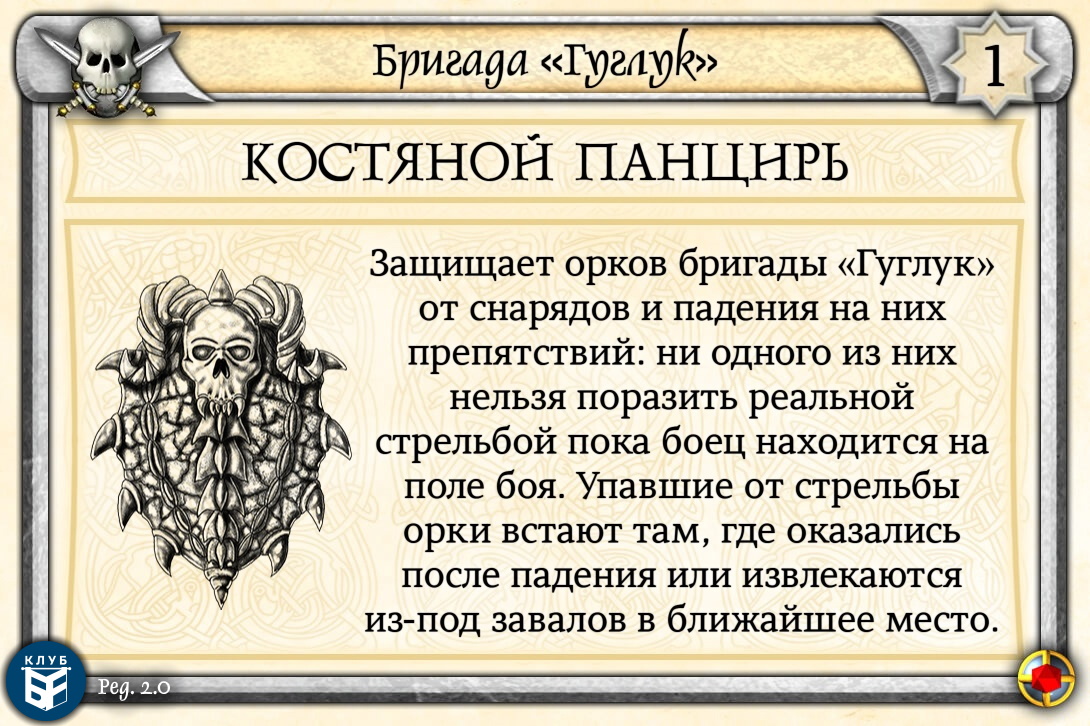 Бригада «Гуглук»
1
КОСТЯНОЙ ПАНЦИРЬ
Защищает орков бригады «Гуглук»
от снарядов и падения на них
препятствий: ни одного из них
нельзя поразить реальной
стрельбой пока боец находится на
поле боя. Упавшие от стрельбы
орки встают там, где оказались
после падения или извлекаются
из-под завалов в ближайшее место.
КЛУБ
БГ
Ред. 2.0